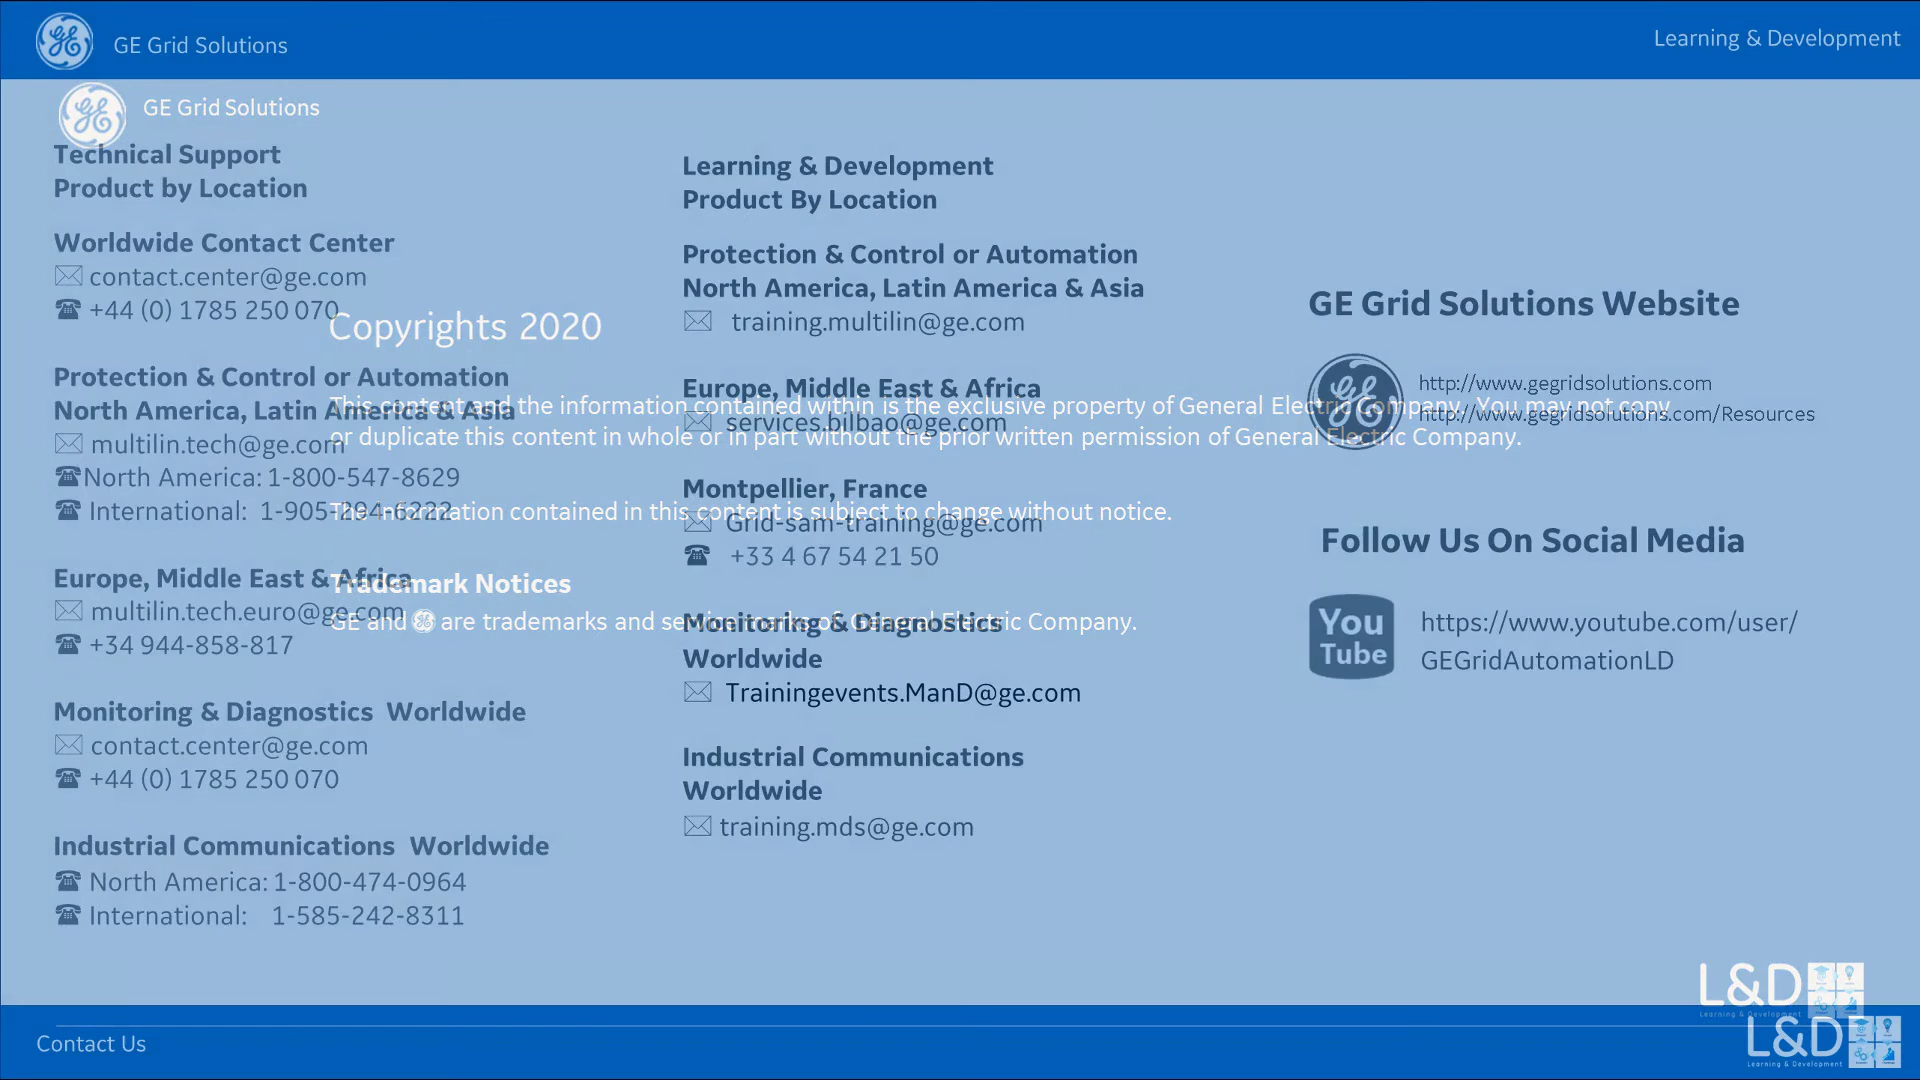 GE Grid Solutions
Learning & Development
GE Grid Solutions
Technical Support
Product by Location
Worldwide Contact Center
contact.center@ge.com
+44 (0) 1785 250 070
Protection & Control or Automation
North America, Latin America & Asia
multilin.tech@ge.com
North America: 1-800-547-8629
International: 1-905-294-6222
Europe, Middle East & Africa
multilin.tech.euro@ge.com
+34 944-858-817
Monitoring & Diagnostics Worldwide
contact.center@ge.com
+44 (0) 1785 250 070
Industrial Communications Worldwide
North America: 1-800-474-0964
International: 1-585-242-8311
Learning & Development
Product By Location
Protection & Control or Automation
North America, Latin America & Asia
training.multilin@ge.com
Europe, Middle East & Africa
services.bilbao@ge.com
Montpellier, France
Grid-sam-training@ge.com
+33 4 67 54 21 50
Monitoring & Diagnostics
Worldwide
Trainingevents.ManD@ge.com
Industrial Communications
Worldwide
training.mds@ge.com
GE Grid Solutions Website
http://www.gegridsolutions.com
http://www.gegridsolutions.com/Resources
Follow Us On Social Media
You
Tube
https://www.youtube.com/user/
GEGridAutomationLD
Copyrights 2020
This content and the information contained within is the exclusive property of General Electric Company. You may not copy
or duplicate this content in whole or in part without the prior written permission of General Electric Company.
The information contained in this content is subject to change without notice.
Trademark Notices
GE and GE are trademarks and service marks of General Electric Company.
L&D
Learning & Development
L&D
Learning & Development
Contact Us